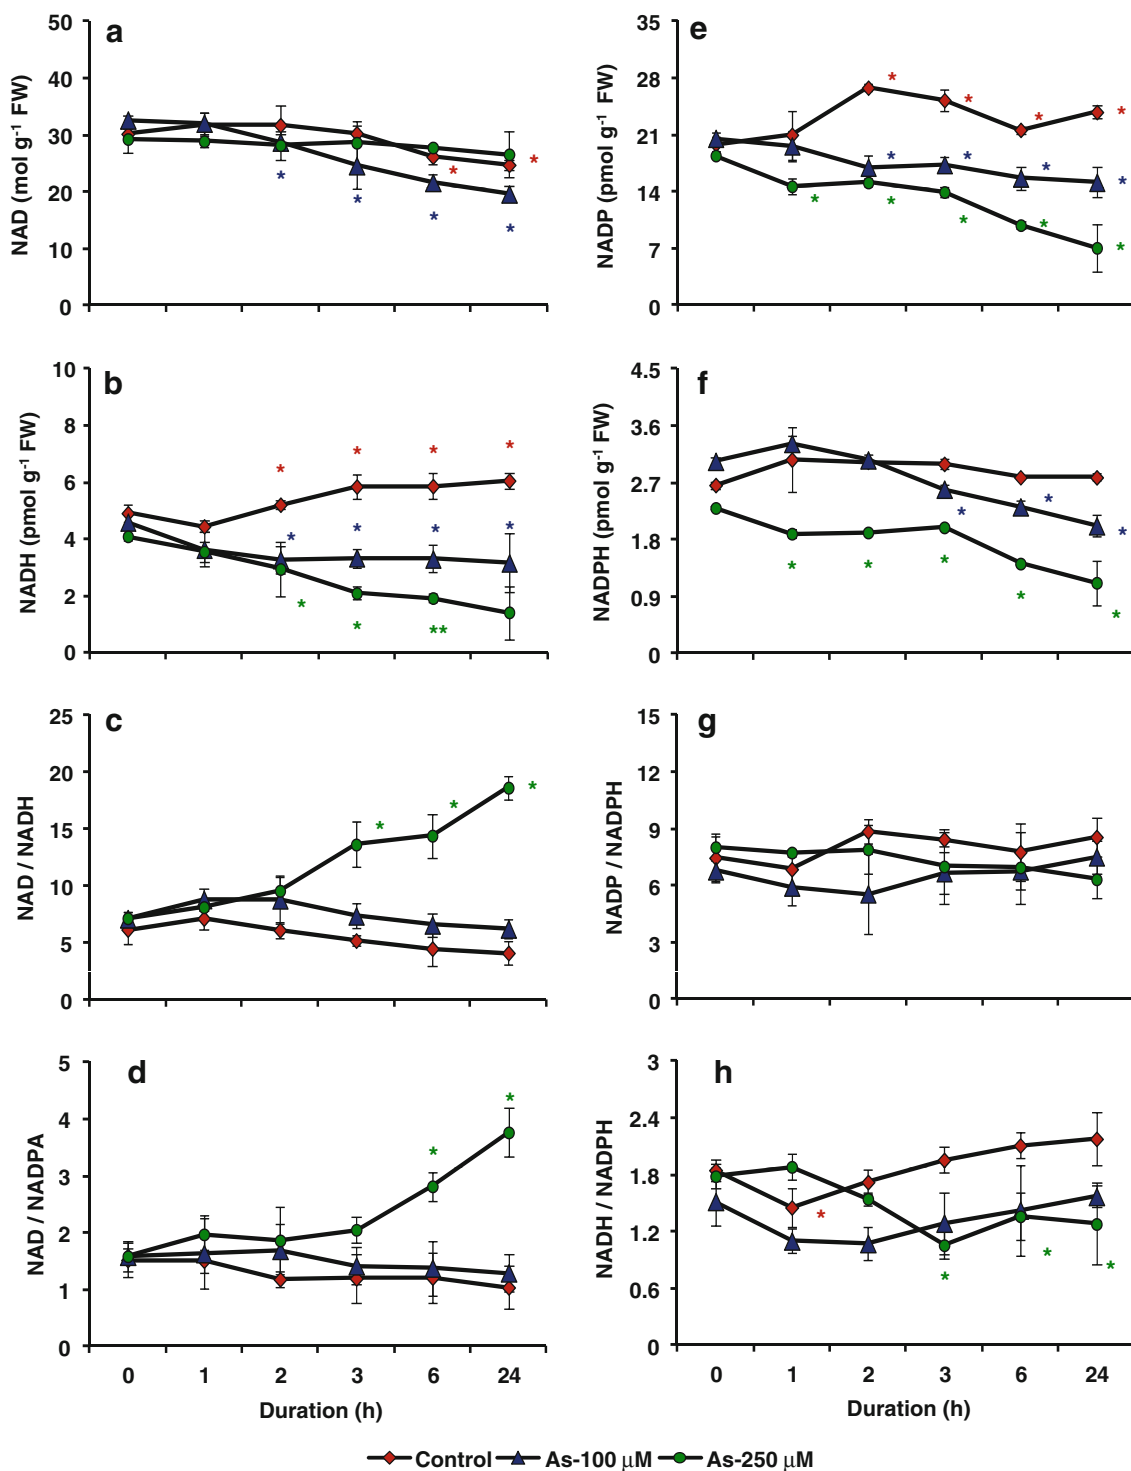 a
NAD (mol g⁻¹ FW)
50
40
30
20
10
0
* * * * * *
e
NADP (pmol g⁻¹ FW)
35
28
21
14
7
0
* * * * *
* * * *
* * * * *
b
NADH (pmol g⁻¹ FW)
10
8
6
4
2
0
* * * *
* * * *
* * **
f
NADPH (pmol g⁻¹ FW)
4.5
3.6
2.7
1.8
0.9
0
* * *
* * * * *
c
NAD / NADH
25
20
15
10
5
0
* * *
g
NADP / NADPH
15
12
9
6
3
0
d
NAD / NADPA
5
4
3
2
1
0
* *
0 1 2 3 6 24
Duration (h)
h
NADH / NADPH
3
2.4
1.8
1.2
0.6
0
* * * *
0 1 2 3 6 24
Duration (h)
Control As-100 μM As-250 μM